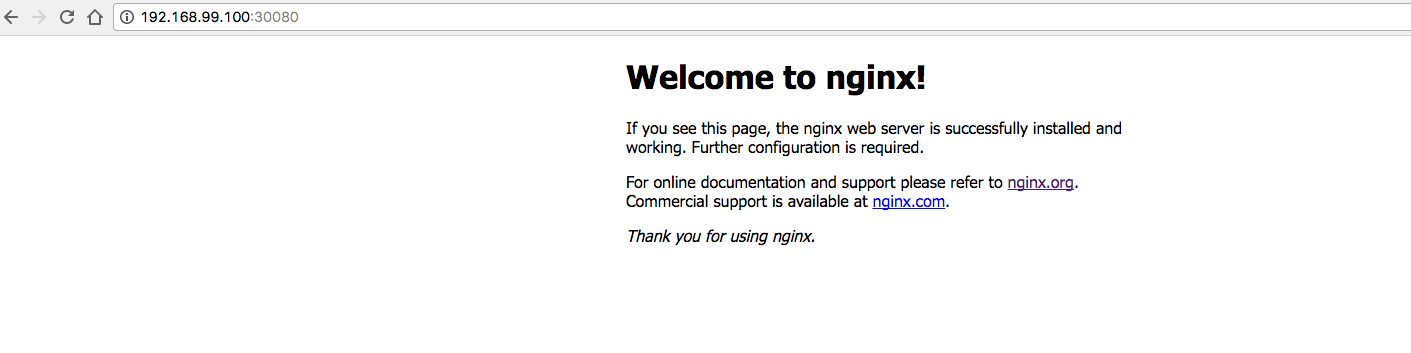 192.168.99.100:30080
Welcome to nginx!
If you see this page, the nginx web server is successfully installed and
working. Further configuration is required.
For online documentation and support please refer to nginx.org.
Commercial support is available at nginx.com.
Thank you for using nginx.